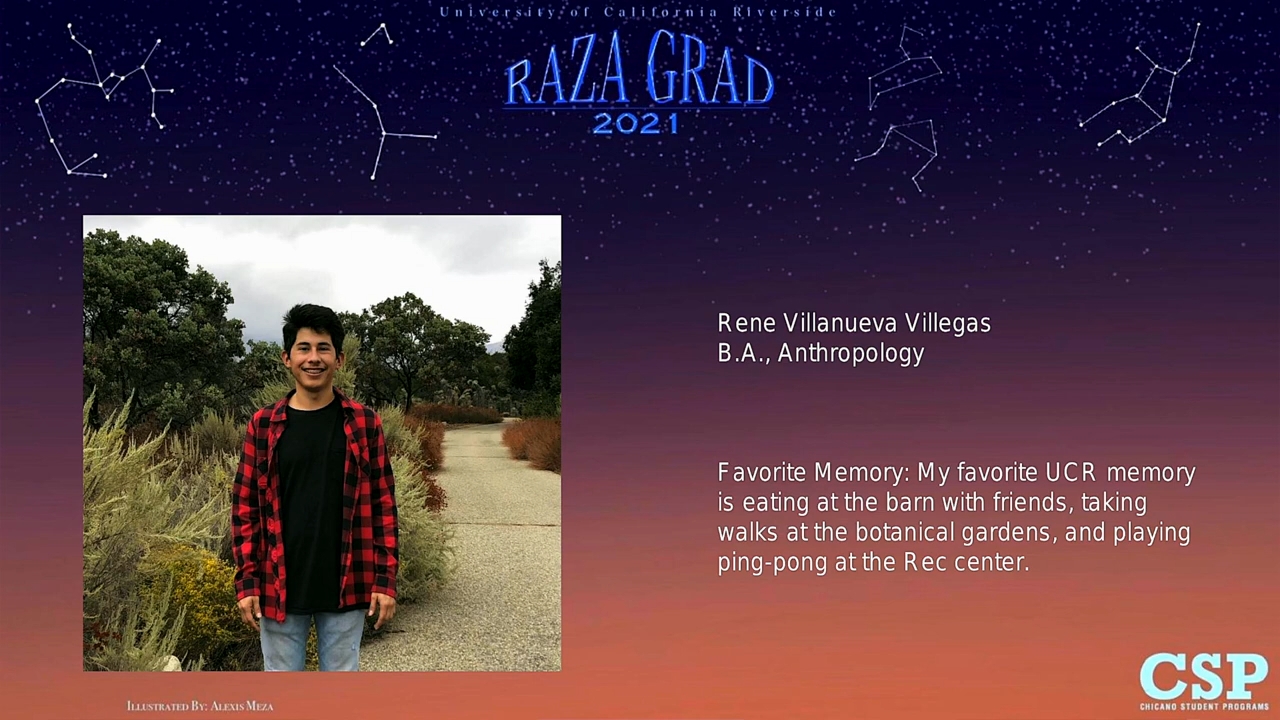 University of California Riverside
RAZA GRAD
2021
Rene Villanueva Villegas
B.A., Anthropology
Favorite Memory: My favorite UCR memory
is eating at the barn with friends, taking
walks at the botanical gardens, and playing
ping-pong at the Rec center.
Illustrated By: Alexis Meza
CSP
CHICANO STUDENT PROGRAMS